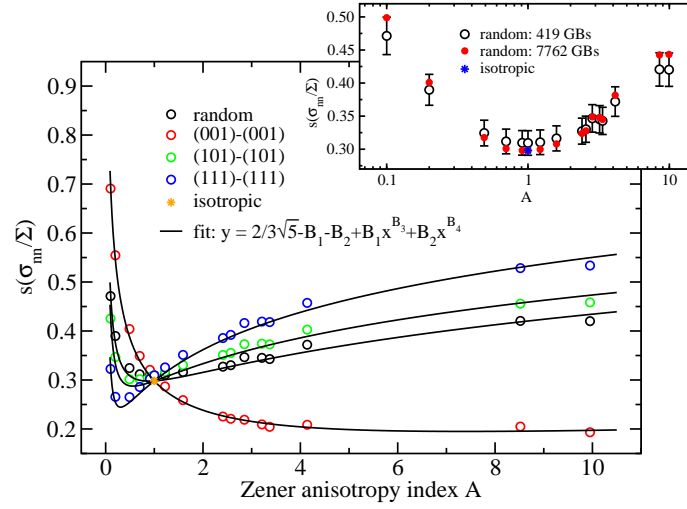 0.50
0.45
0.40
0.35
0.30
s(σnn/Σ)
0.1 1 10
A
random: 419 GBs
random: 7762 GBs
isotropic
0.9
0.8
0.7
0.6
0.5
0.4
0.3
0.2
s(σnn/Σ)
random
(001)-(001)
(101)-(101)
(111)-(111)
isotropic
fit: y = 2/3√5-B1-B2+B1xB3+B2xB4
0 2 4 6 8 10
Zener anisotropy index A